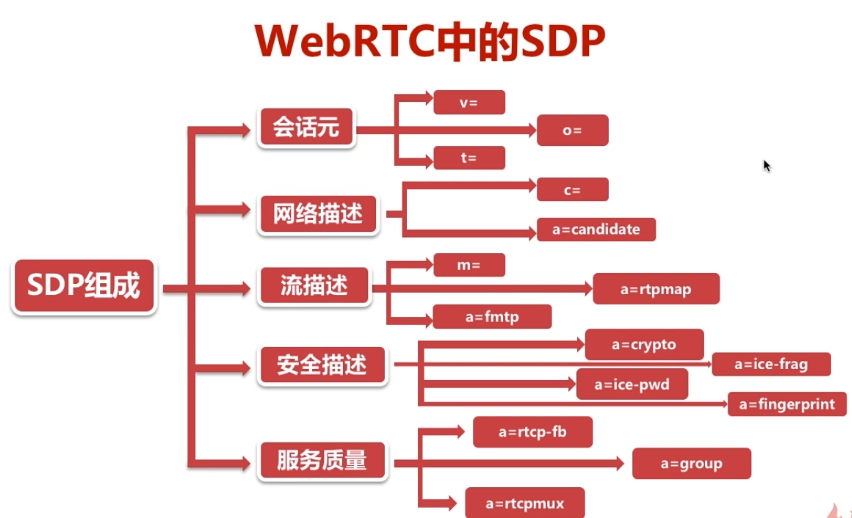 WebRTC中的SDP
SDP组成
会话元
v=
o=
t=
网络描述
c=
a=candidate
流描述
m=
a=rtpmap
a=fmtp
安全描述
a=crypto
a=ice-frag
a=ice-pwd
a=fingerprint
服务质量
a=rtcp-fb
a=group
a=rtcpmux